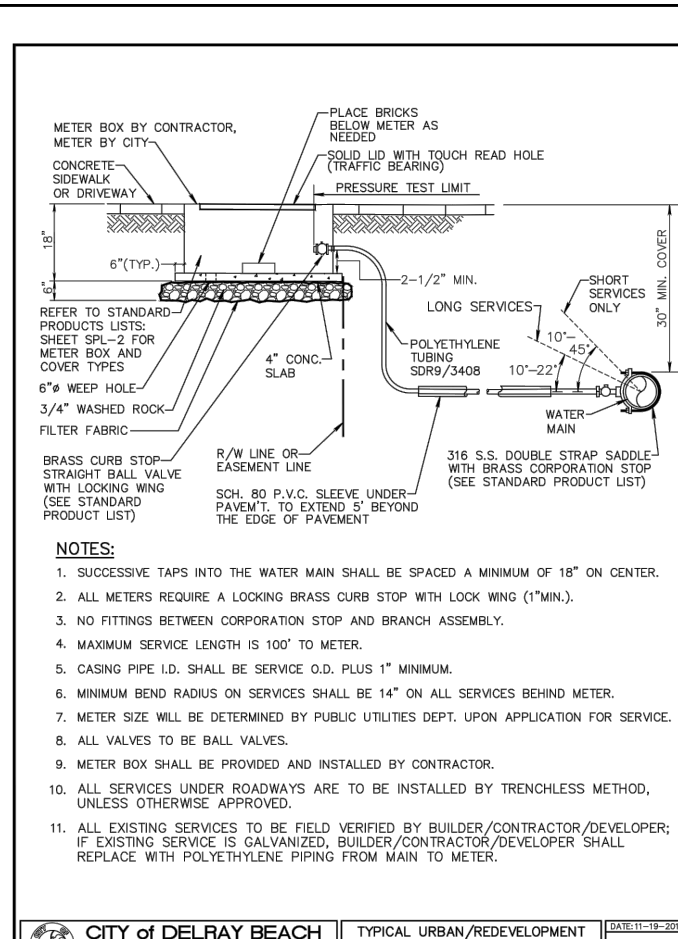 PLACE BRICKS
BELOW METER AS
NEEDED
METER BOX BY CONTRACTOR,
METER BY CITY
SOLID LID WITH TOUCH READ HOLE
(TRAFFIC BEARING)
CONCRETE
SIDEWALK
OR DRIVEWAY
PRESSURE TEST LIMIT
18"
6"
6"(TYP.)
2-1/2" MIN.
30" MIN. COVER
SHORT
SERVICES
ONLY
LONG SERVICES
10°-
45°
10°-22°
REFER TO STANDARD
PRODUCTS LISTS:
SHEET SPL-2 FOR
METER BOX AND
COVER TYPES
4" CONC.
SLAB
POLYETHYLENE
TUBING
SDR9/3408
6"ø WEEP HOLE
3/4" WASHED ROCK
FILTER FABRIC
WATER
MAIN
BRASS CURB STOP
STRAIGHT BALL VALVE
WITH LOCKING WING
(SEE STANDARD
PRODUCT LIST)
R/W LINE OR
EASEMENT LINE
SCH. 80 P.V.C. SLEEVE UNDER
PAVEM'T. TO EXTEND 5' BEYOND
THE EDGE OF PAVEMENT
316 S.S. DOUBLE STRAP SADDLE
WITH BRASS CORPORATION STOP
(SEE STANDARD PRODUCT LIST)
NOTES:
1. SUCCESSIVE TAPS INTO THE WATER MAIN SHALL BE SPACED A MINIMUM OF 18" ON CENTER.
2. ALL METERS REQUIRE A LOCKING BRASS CURB STOP WITH LOCK WING (1"MIN.).
3. NO FITTINGS BETWEEN CORPORATION STOP AND BRANCH ASSEMBLY.
4. MAXIMUM SERVICE LENGTH IS 100' TO METER.
5. CASING PIPE I.D. SHALL BE SERVICE O.D. PLUS 1" MINIMUM.
6. MINIMUM BEND RADIUS ON SERVICES SHALL BE 14" ON ALL SERVICES BEHIND METER.
7. METER SIZE WILL BE DETERMINED BY PUBLIC UTILITIES DEPT. UPON APPLICATION FOR SERVICE.
8. ALL VALVES TO BE BALL VALVES.
9. METER BOX SHALL BE PROVIDED AND INSTALLED BY CONTRACTOR.
10. ALL SERVICES UNDER ROADWAYS ARE TO BE INSTALLED BY TRENCHLESS METHOD,
UNLESS OTHERWISE APPROVED.
11. ALL EXISTING SERVICES TO BE FIELD VERIFIED BY BUILDER/CONTRACTOR/DEVELOPER;
IF EXISTING SERVICE IS GALVANIZED, BUILDER/CONTRACTOR/DEVELOPER SHALL
REPLACE WITH POLYETHYLENE PIPING FROM MAIN TO METER.
CITY of DELRAY BEACH
TYPICAL URBAN/REDEVELOPMENT
DATE:11-19-201